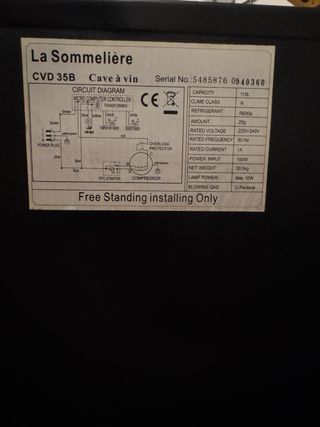 La Sommelière
CVD 35B Cave à vin Serial No.:5485876 0940360
CIRCUIT DIAGRAM
MICRO COMPUTER CONTROLLER
TRANSFORMER
OVERLOAD
PROTECTOR
POWER PLUG
PTC STARTER
COMPRESSOR
CE
CAPACITY 115L
CLIME CLASS N
REFRIGERANT R600a
AMOUNT: 25g
RATED VOLTAGE 220V-240V
RATED FREQUENCY 50 Hz
RATED CURRENT 1A
POWER INPUT 100W
NET WEIGHT 30.5kg
LAMP POWER: Max 10W
BLOWING GAS C-Pentane
Free Standing installing Only